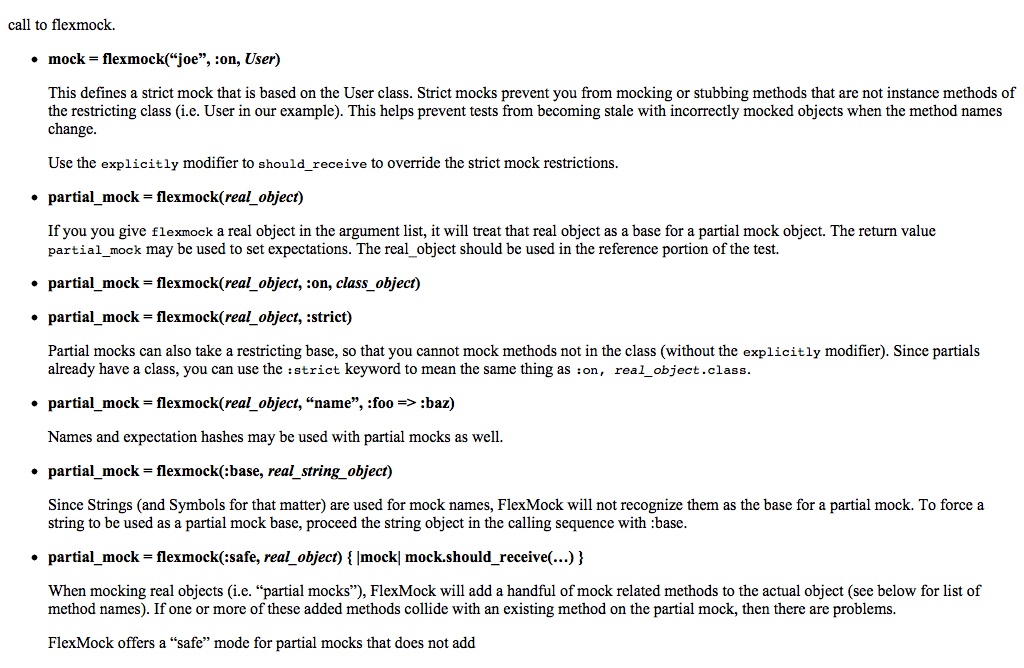 call to flexmock.
• mock = flexmock(“joe”, :on, User)
This defines a strict mock that is based on the User class. Strict mocks prevent you from mocking or stubbing methods that are not instance methods of
the restricting class (i.e. User in our example). This helps prevent tests from becoming stale with incorrectly mocked objects when the method names
change.
Use the explicitly modifier to should_receive to override the strict mock restrictions.
• partial_mock = flexmock(real_object)
If you you give flexmock a real object in the argument list, it will treat that real object as a base for a partial mock object. The return value
partial_mock may be used to set expectations. The real_object should be used in the reference portion of the test.
• partial_mock = flexmock(real_object, :on, class_object)
• partial_mock = flexmock(real_object, :strict)
Partial mocks can also take a restricting base, so that you cannot mock methods not in the class (without the explicitly modifier). Since partials
already have a class, you can use the :strict keyword to mean the same thing as :on, real_object.class.
• partial_mock = flexmock(real_object, “name”, :foo => :baz)
Names and expectation hashes may be used with partial mocks as well.
• partial_mock = flexmock(:base, real_string_object)
Since Strings (and Symbols for that matter) are used for mock names, FlexMock will not recognize them as the base for a partial mock. To force a
string to be used as a partial mock base, proceed the string object in the calling sequence with :base.
• partial_mock = flexmock(:safe, real_object) { |mock| mock.should_receive(…) }
When mocking real objects (i.e. “partial mocks”), FlexMock will add a handful of mock related methods to the actual object (see below for list of
method names). If one or more of these added methods collide with an existing method on the partial mock, then there are problems.
FlexMock offers a “safe” mode for partial mocks that does not add